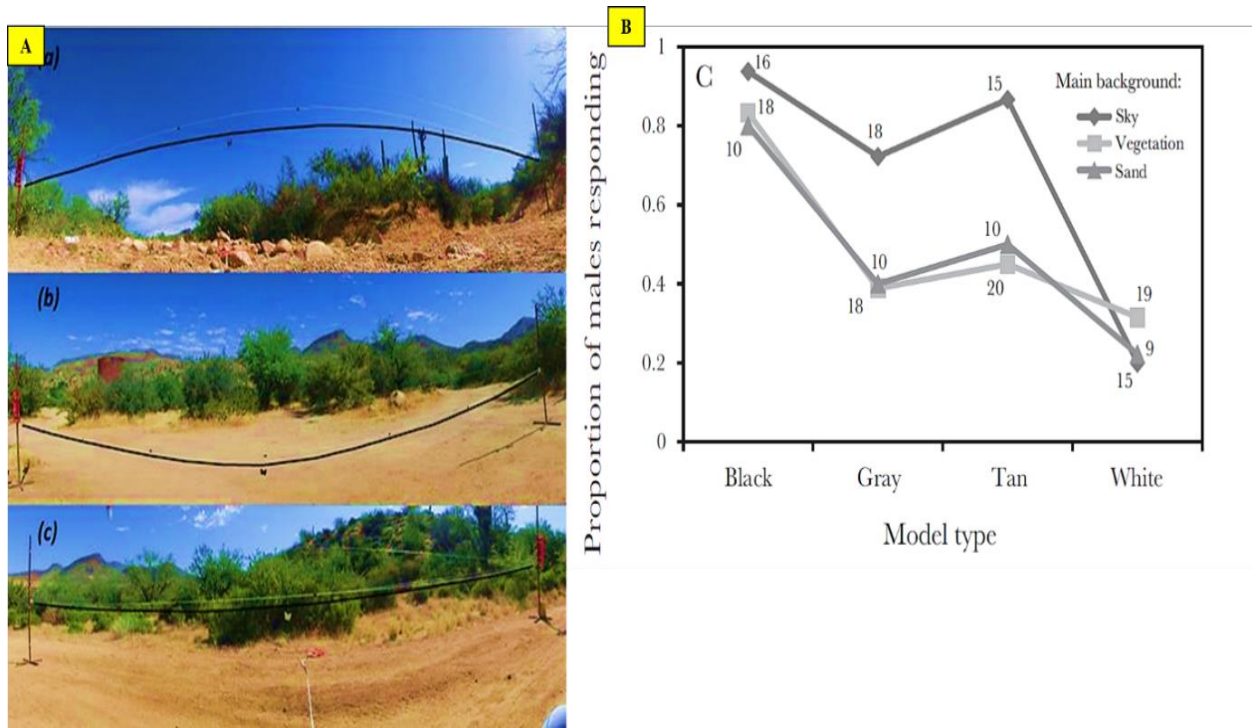 A
(a)
(b)
(c)
B
C
Proportion of males responding
1
0.8
0.6
0.4
0.2
0
16
18
10
18
10
18
15
10
20
19
9
15
Main background:
Sky
Vegetation
Sand
Black Gray Tan White
Model type